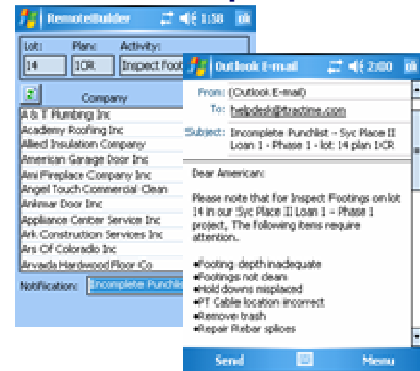 RemoteBuilder 1:38 ok
Lot: Plan: Activity:
14 1CR Inspect Foot
Company
A & T Plumbing Inc
Academy Roofing Inc
Allied Insulation Company
American Garage Door Inc
Ami Fireplace Company Inc
Angel Touch Commercial Clean
Ankmar Door Inc
Appliance Center Service Inc
Ark Construction Services Inc
Ars Of Colorado Inc
Arvada Hardwood Floor Co
Notification: Incomplete Punchlis
Outlook E-mail 2:00 ok
From: (Outlook E-mail)
To: helpdesk@ttractime.com
Subject: Incomplete Punchlist - Syc Place II
Loan 1 - Phase 1 - lot: 14 plan 1-CR
Dear American:
Please note that for Inspect Footings on lot
14 in our Syc Place II Loan 1 - Phase 1
project, The following items require
attention..
•Footing depth inadequate
•Footings not clean
•Hold downs misplaced
•PT Cable location incorrect
•Remove trash
•Repair Rebar splices
Send Menu